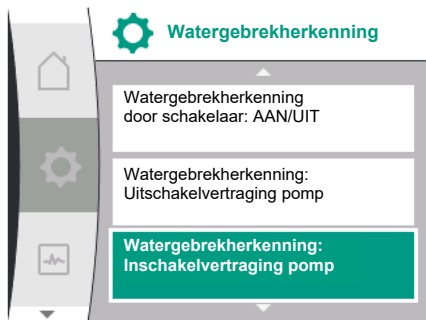 Watergebrekherkenning
Watergebrekherkenning
door schakelaar: AAN/UIT
Watergebrekherkenning:
Uitschakelvertraging pomp
Watergebrekherkenning:
Inschakelvertraging pomp